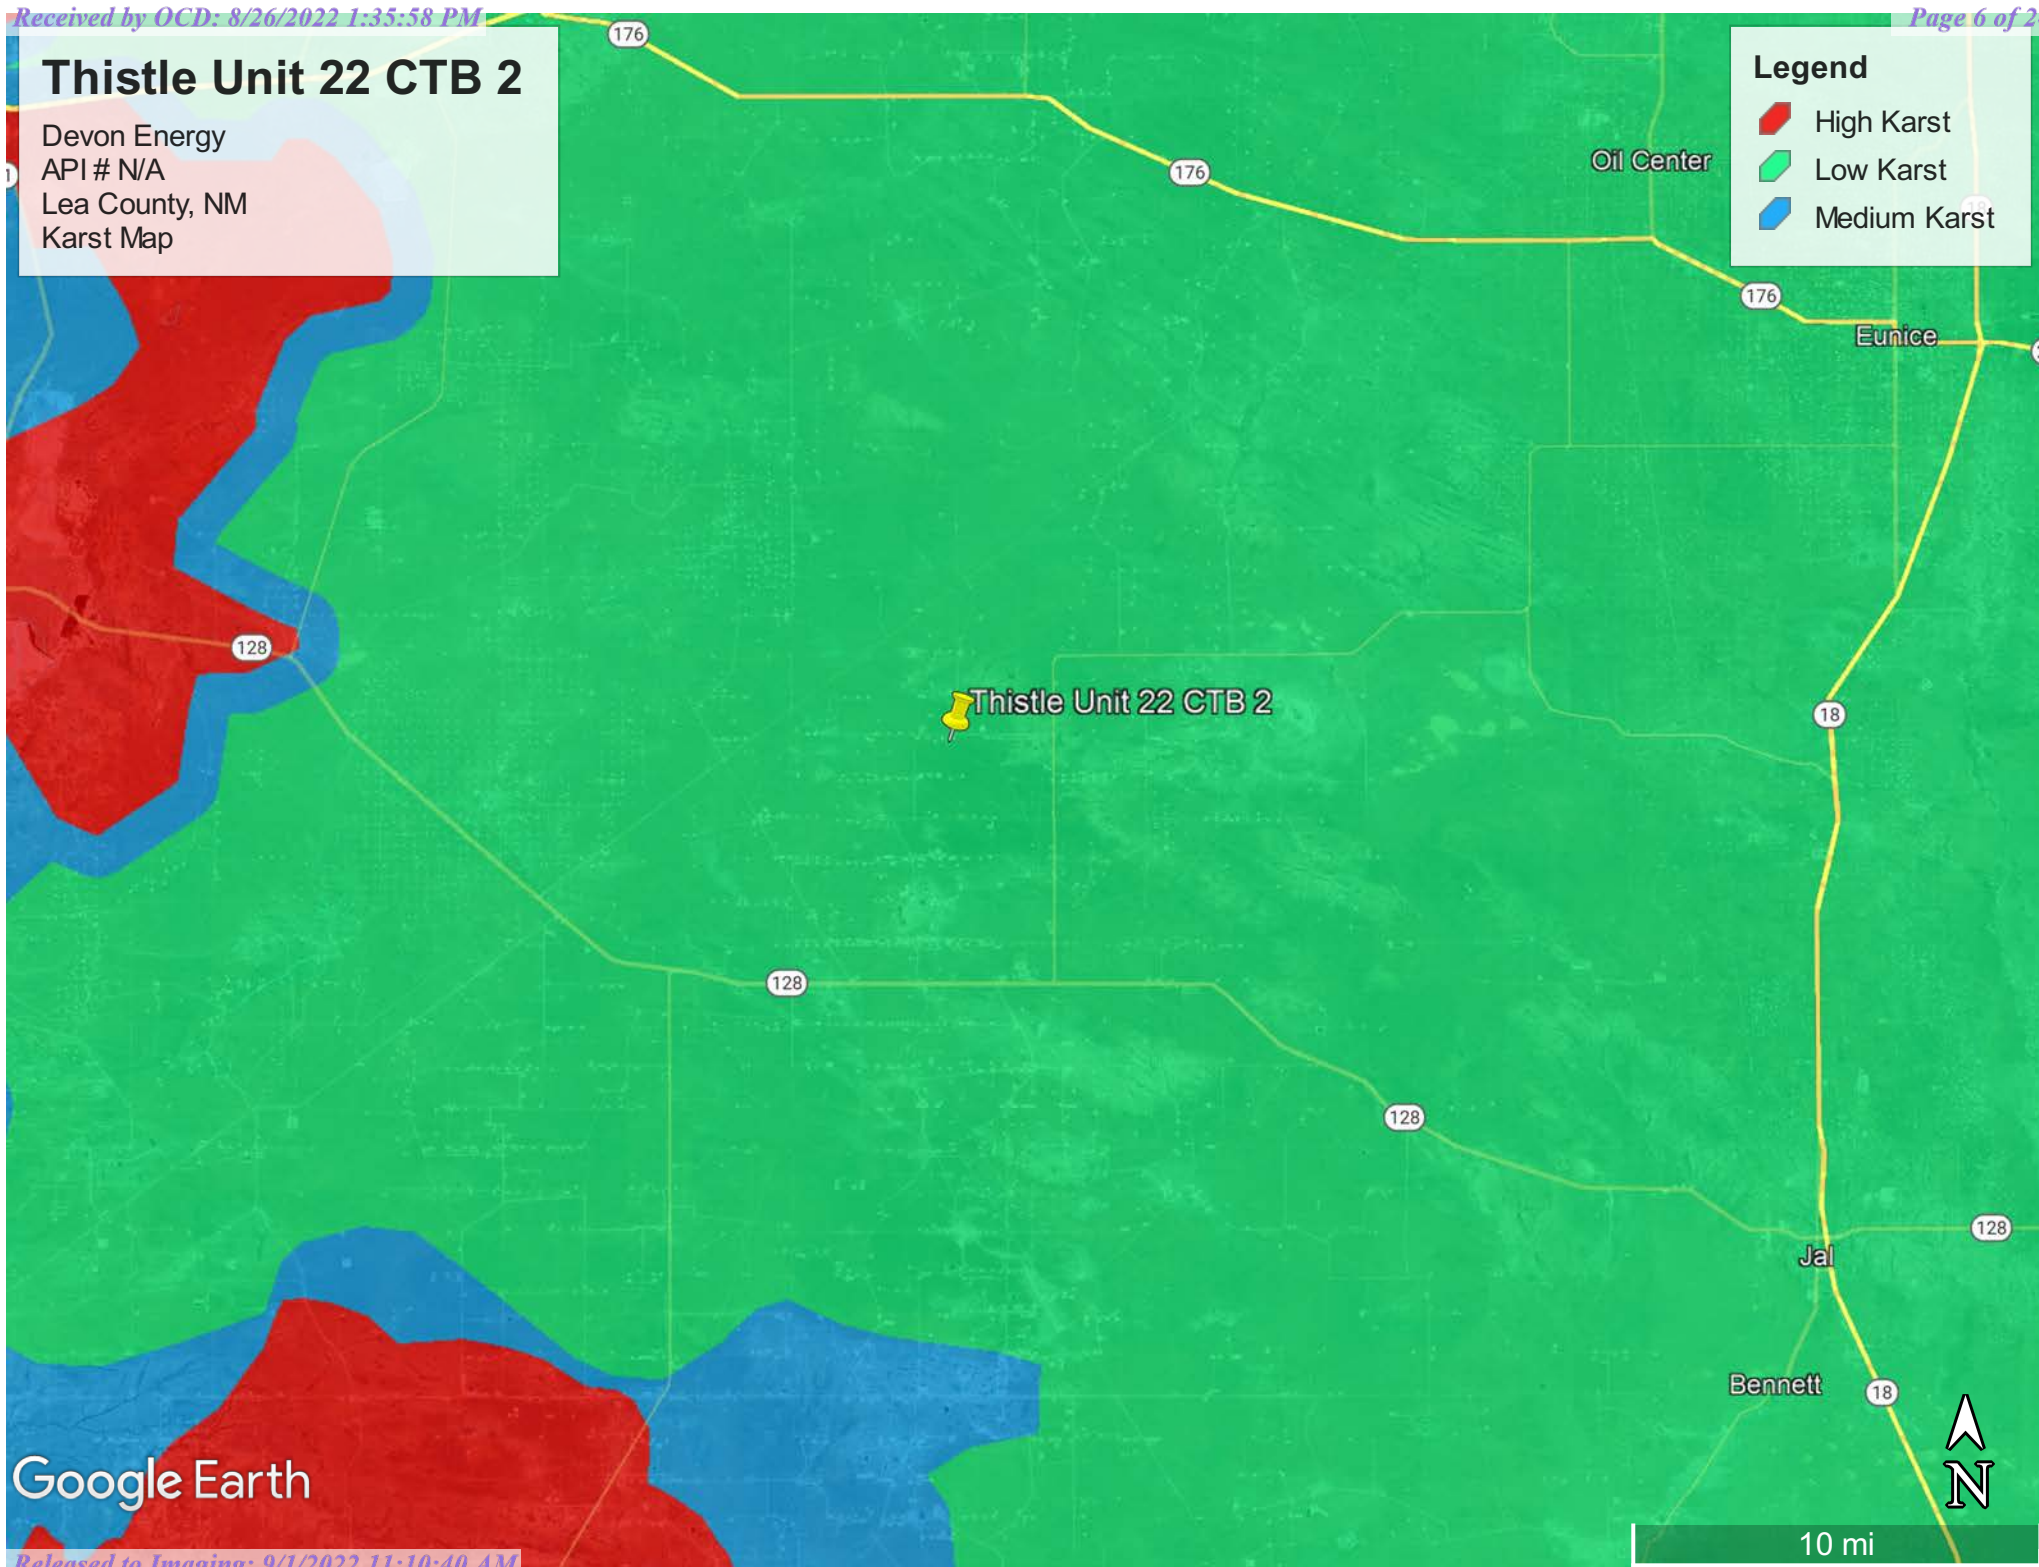 Received by OCD: 8/26/2022 1:35:58 PM
Page 6 of 2
Thistle Unit 22 CTB 2
Devon Energy
API # N/A
Lea County, NM
Karst Map
Legend
High Karst
Low Karst
Medium Karst
176
Oil Center
176
1
18
176
Eunice
128
Thistle Unit 22 CTB 2
18
128
128
128
Jal
Bennett
18
Google Earth
N
10 mi
Released to Imaging: 9/1/2022 11:10:40 AM